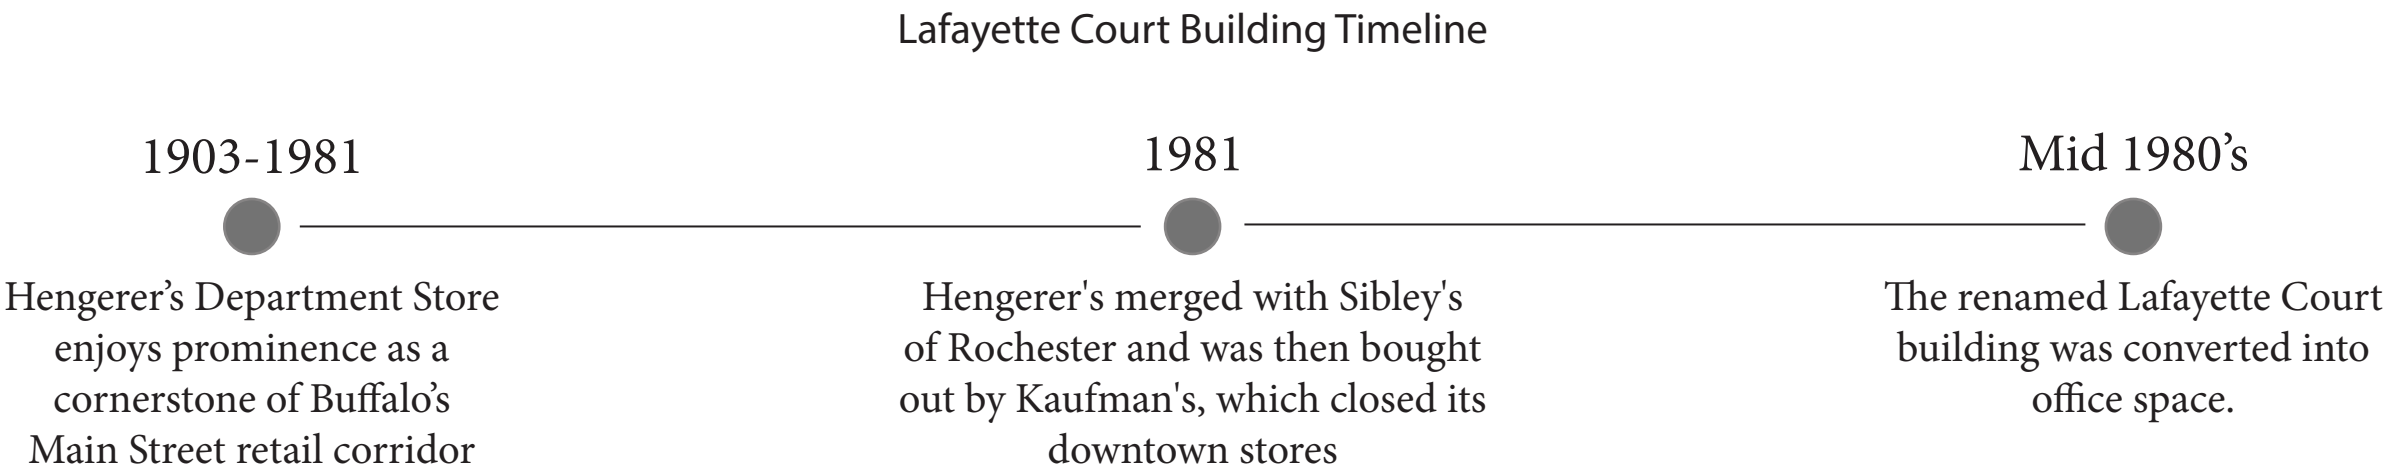 Lafayette Court Building Timeline
1903-1981
Hengerer’s Department Store
enjoys prominence as a
cornerstone of Buffalo’s
Main Street retail corridor
1981
Hengerer's merged with Sibley's
of Rochester and was then bought
out by Kaufman's, which closed its
downtown stores
Mid 1980’s
The renamed Lafayette Court
building was converted into
office space.